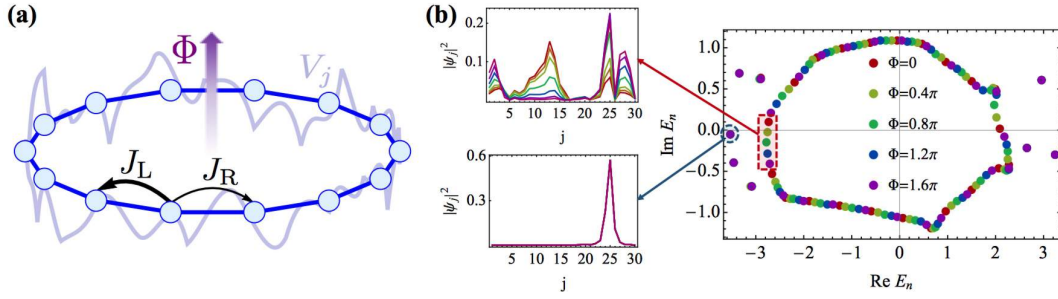 (a)
Φ
V_j
J_L
J_R
(b)
|ψ_j|²
0.2
0.1
5 10 15 20 25 30
j
|ψ_j|²
0.6
0.3
5 10 15 20 25 30
j
Im E_n
1.0
0.5
0.0
−0.5
−1.0
Φ=0
Φ=0.4π
Φ=0.8π
Φ=1.2π
Φ=1.6π
−3 −2 −1 0 1 2 3
Re E_n